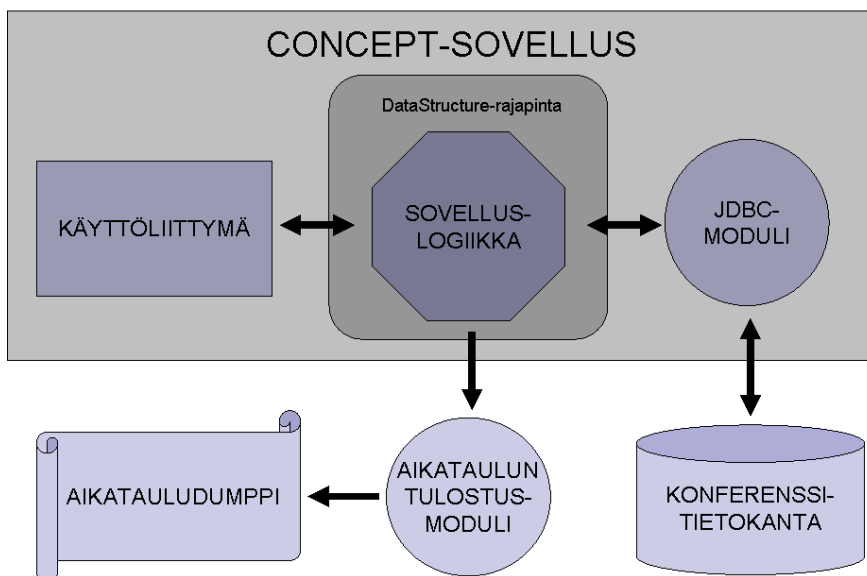 CONCEPT-SOVELLUS
DataStructure-rajapinta
KÄYTTÖLIITTYMÄ
SOVELLUS-
LOGIIKKA
JDBC-
MODULI
AIKATAULUDUMPPI
AIKATAULUN
TULOSTUS-
MODULI
KONFERENSSI-
TIETOKANTA